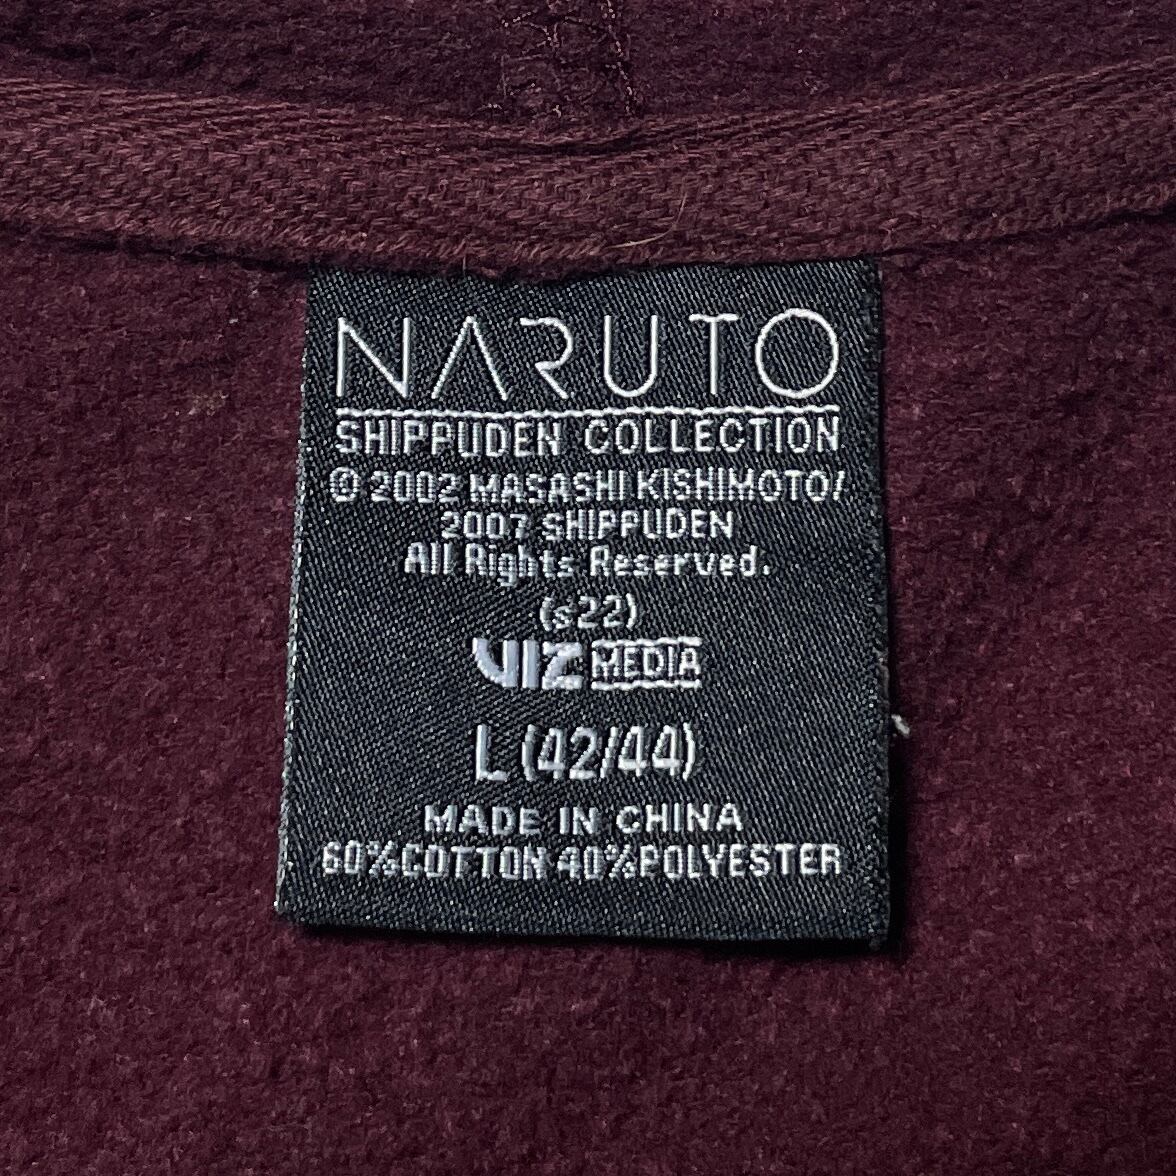 NARUTO
SHIPPUDEN COLLECTION
© 2002 MASASHI KISHIMOTO/
2007 SHIPPUDEN
All Rights Reserved.
(s22)
VIZ MEDIA
L (42/44)
MADE IN CHINA
60%COTTON 40%POLYESTER